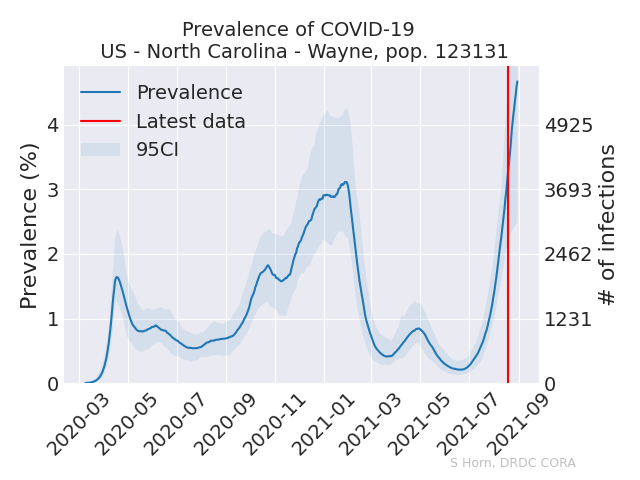 Prevalence of COVID-19
US - North Carolina - Wayne, pop. 123131
Prevalence
Latest data
95CI
Prevalence (%)
4
3
2
1
0
4925
3693
2462
1231
0
# of infections
2020-03
2020-05
2020-07
2020-09
2020-11
2021-01
2021-03
2021-05
2021-07
2021-09
S Horn, DRDC CORA